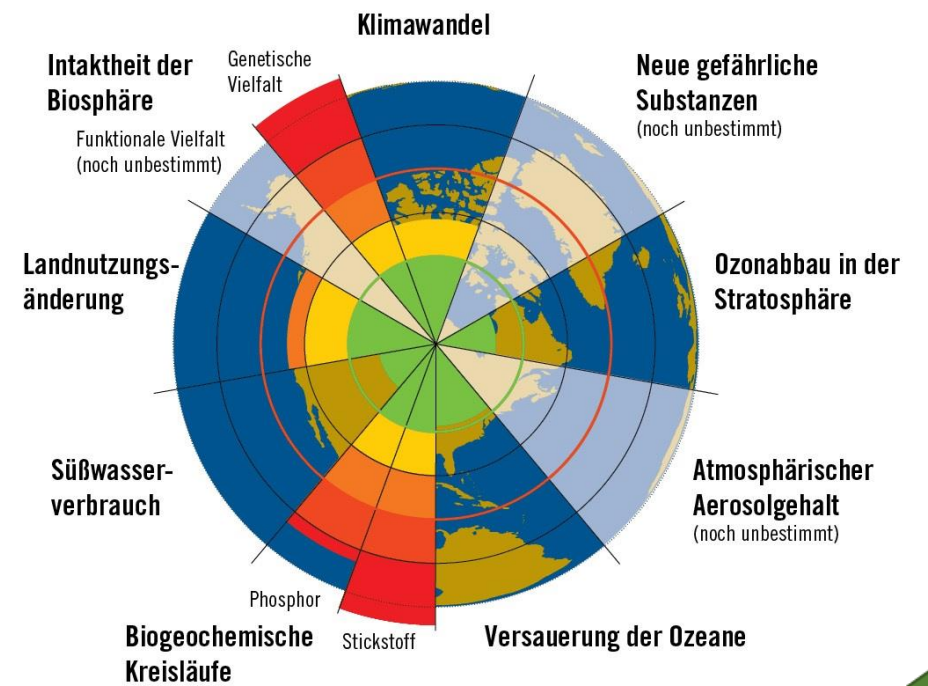 Klimawandel
Genetische
Vielfalt
Intaktheit der
Biosphäre
Funktionale Vielfalt
(noch unbestimmt)
Neue gefährliche
Substanzen
(noch unbestimmt)
Landnutzungs-
änderung
Ozonabbau in der
Stratosphäre
Süßwasser-
verbrauch
Atmosphärischer
Aerosolgehalt
(noch unbestimmt)
Phosphor
Biogeochemische
Kreisläufe
Stickstoff
Versauerung der Ozeane